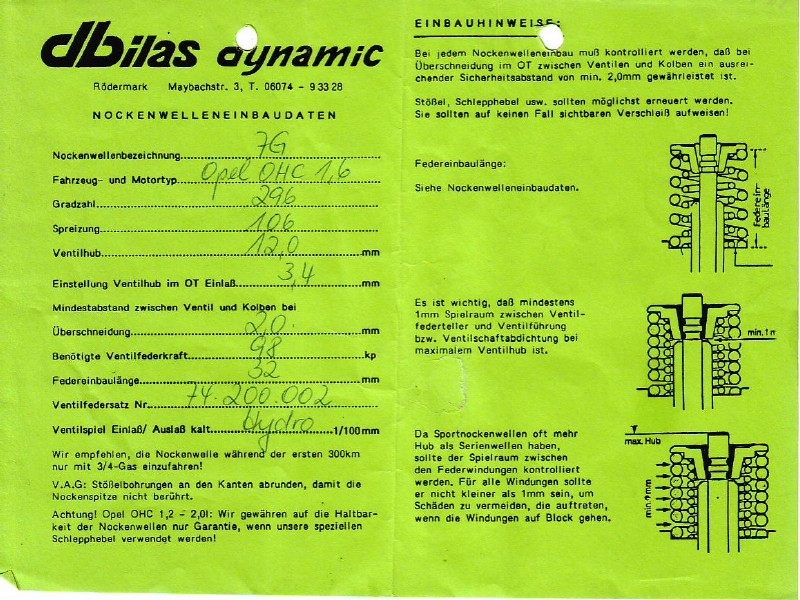 dbilas dynamic
Rödermark Maybachstr. 3, T. 06074 - 93328
NOCKENWELLENEINBAUDATEN
Nockenwellenbezeichnung 7G
Fahrzeug- und Motortyp Opel OHC 1,6
Gradzahl 296
Spreizung 106
Ventilhub 12,0 mm
Einstellung Ventilhub im OT Einlaß 3,4 mm
Mindestabstand zwischen Ventil und Kolben bei
Überschneidung 2,0 mm
Benötigte Ventilfederkraft 98 kp
Federeinbaulänge 32 mm
Ventilfedersatz Nr. 74.200.002
Ventilspiel Einlaß/ Auslaß kalt Hydro 1/100mm
Wir empfehlen, die Nockenwelle während der ersten 300km
nur mit 3/4-Gas einzufahren!
V.A.G: Stößelbohrungen an den Kanten abrunden, damit die
Nockenspitze nicht berührt.
Achtung! Opel OHC 1,2 - 2,0l: Wir gewähren auf die Haltbar-
keit der Nockenwellen nur Garantie, wenn unsere speziellen
Schlepphebel verwendet werden!
EINBAUHINWEISE:
Bei jedem Nockenwelleneinbau muß kontrolliert werden, daß bei
Überschneidung im OT zwischen Ventilen und Kolben ein ausrei-
chender Sicherheitsabstand von min. 2,0mm gewährleistet ist.
Stößel, Schlepphebel usw. sollten möglichst erneuert werden.
Sie sollten auf keinen Fall sichtbaren Verschleiß aufweisen!
Federeinbaulänge:
Siehe Nockenwelleneinbaudaten.
Federein-
baulänge
Es ist wichtig, daß mindestens
1mm Spielraum zwischen Ventil-
federteller und Ventilführung
bzw. Ventilschaftabdichtung bei
maximalem Ventilhub ist.
min. 1 m
Da Sportnockenwellen oft mehr
Hub als Serienwellen haben,
sollte der Spielraum zwischen
den Federwindungen kontrolliert
werden. Für alle Windungen sollte
er nicht kleiner als 1mm sein, um
Schäden zu vermeiden, die auftreten,
wenn die Windungen auf Block gehen.
max. Hub